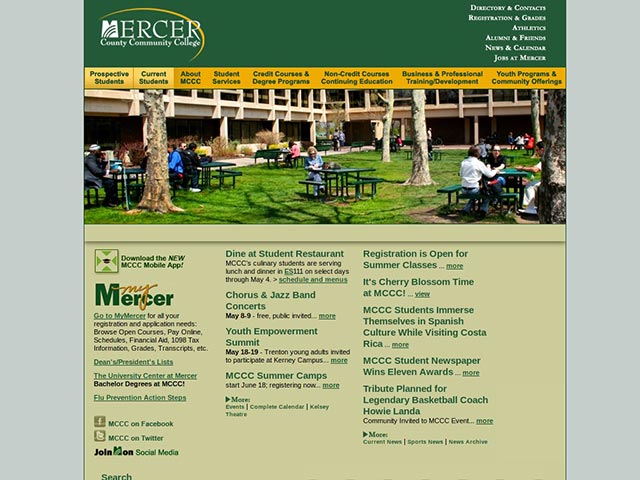 MERCER
County Community College
Directory & Contacts
Registration & Grades
Athletics
Alumni & Friends
News & Calendar
Jobs at Mercer
Prospective Students
Current Students
About MCCC
Student Services
Credit Courses & Degree Programs
Non-Credit Courses Continuing Education
Business & Professional Training/Development
Youth Programs & Community Offerings
Download the NEW
MCCC Mobile App!
my
Mercer
Go to MyMercer for all your
registration and application needs:
Browse Open Courses, Pay Online,
Schedules, Financial Aid, 1098 Tax
Information, Grades, Transcripts, etc.
Dean's/President's Lists
The University Center at Mercer
Bachelor Degrees at MCCC!
Flu Prevention Action Steps
MCCC on Facebook
MCCC on Twitter
Join on Social Media
Search
Dine at Student Restaurant
MCCC's culinary students are serving
lunch and dinner in ES111 on select days
through May 4. > schedule and menus
Chorus & Jazz Band
Concerts
May 8-9 - free, public invited... more
Youth Empowerment
Summit
May 18-19 - Trenton young adults invited
to participate at Kerney Campus... more
MCCC Summer Camps
start June 18; registering now... more
More:
Events | Complete Calendar | Kelsey
Theatre
Registration is Open for
Summer Classes ... more
It's Cherry Blossom Time
at MCCC! ... view
MCCC Students Immerse
Themselves in Spanish
Culture While Visiting Costa
Rica ... more
MCCC Student Newspaper
Wins Eleven Awards ... more
Tribute Planned for
Legendary Basketball Coach
Howie Landa
Community Invited to MCCC Event... more
More:
Current News | Sports News | News Archive